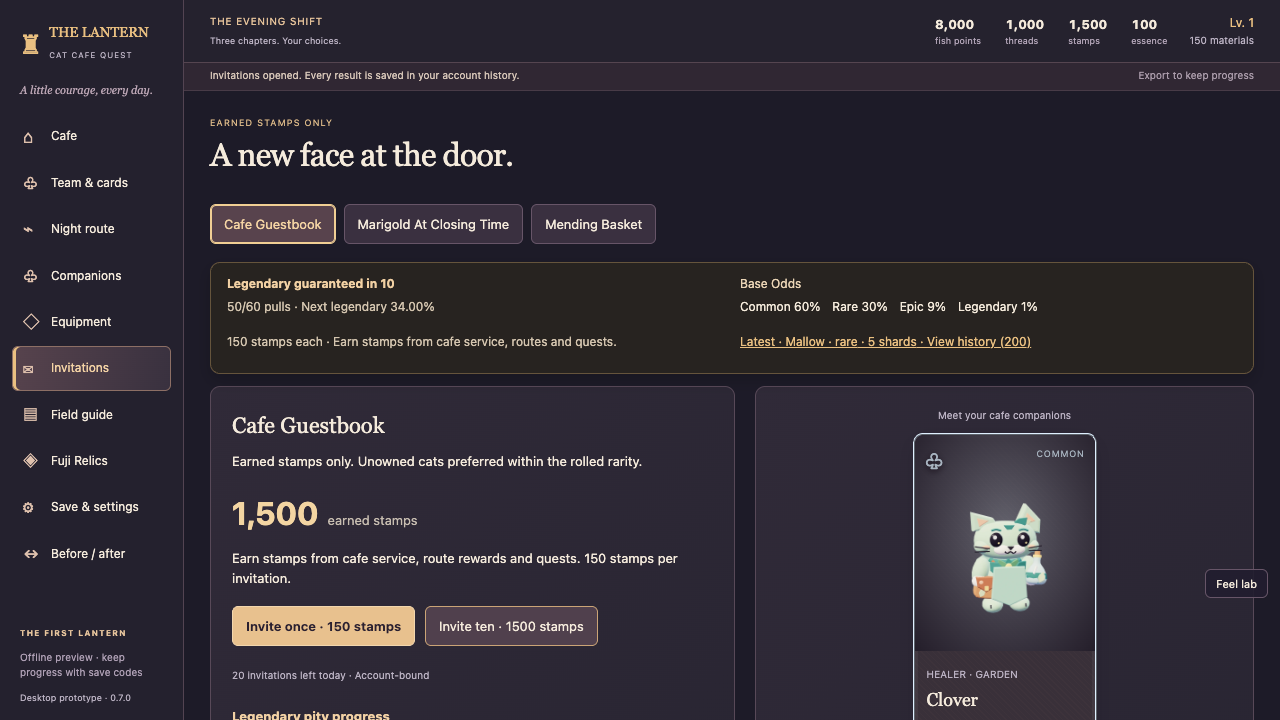 THE LANTERN
CAT CAFE QUEST
A little courage, every day.
Cafe
Team & cards
Night route
Companions
Equipment
Invitations
Field guide
Fuji Relics
Save & settings
Before / after
THE FIRST LANTERN
Offline preview · keep
progress with save codes
Desktop prototype · 0.7.0
THE EVENING SHIFT
Three chapters. Your choices.
8,000 fish points
1,000 threads
1,500 stamps
100 essence
Lv. 1
150 materials
Invitations opened. Every result is saved in your account history.
Export to keep progress
EARNED STAMPS ONLY
A new face at the door.
Cafe Guestbook
Marigold At Closing Time
Mending Basket
Legendary guaranteed in 10
50/60 pulls · Next legendary 34.00%
150 stamps each · Earn stamps from cafe service, routes and quests.
Base Odds
Common 60% Rare 30% Epic 9% Legendary 1%
Latest · Mallow · rare · 5 shards · View history (200)
Cafe Guestbook
Earned stamps only. Unowned cats preferred within the rolled rarity.
1,500 earned stamps
Earn stamps from cafe service, route rewards and quests. 150 stamps per
invitation.
Invite once · 150 stamps
Invite ten · 1500 stamps
20 invitations left today · Account-bound
Legendary pity progress
Meet your cafe companions
COMMON
HEALER · GARDEN
Clover
Feel lab